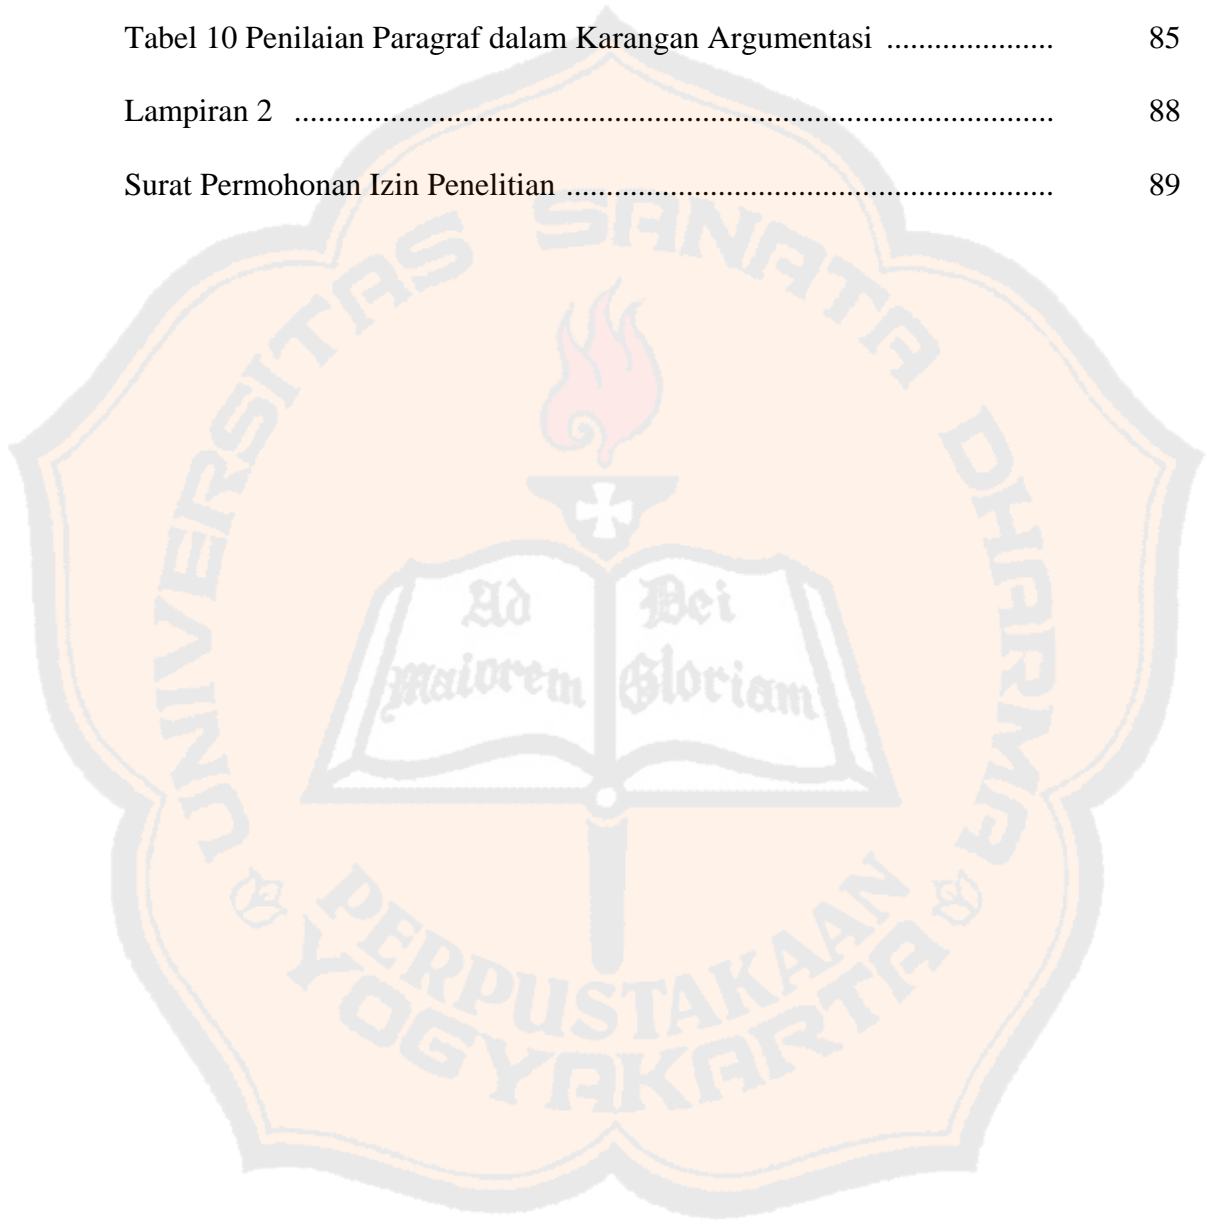 Tabel 10 Penilaian Paragraf dalam Karangan Argumentasi ..................... 85
Lampiran 2 ............................................................................................. 88
Surat Permohonan Izin Penelitian ........................................................... 89
UNIVERSITAS SANATA DHARMA
Ad
Maiorem
Dei
Gloriam
PERPUSTAKAAN
YOGYAKARTA